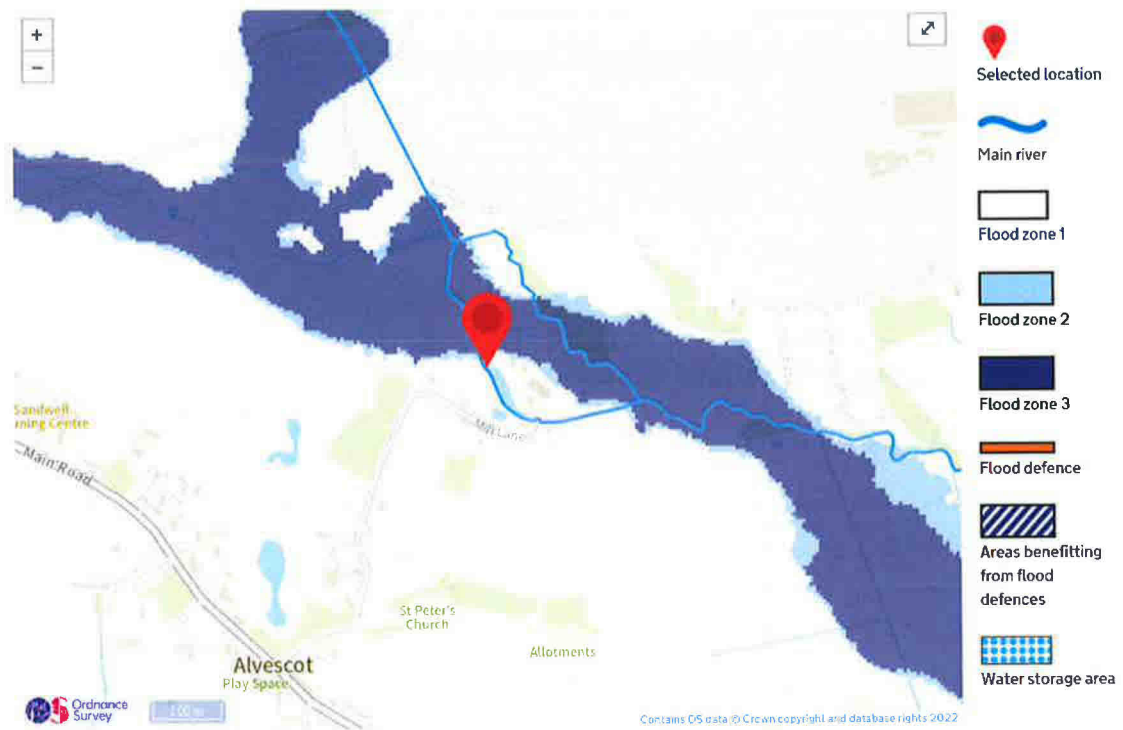 +
−
Selected location
Main river
Flood zone 1
Flood zone 2
Flood zone 3
Flood defence
Areas benefitting
from flood
defences
Water storage area
Sandwell
ning Centre
Main Road
Mill Lane
St Peter's
Church
Allotments
Alvescot
Play Space
Ordnance
Survey
Contains OS data © Crown copyright and database rights 2022